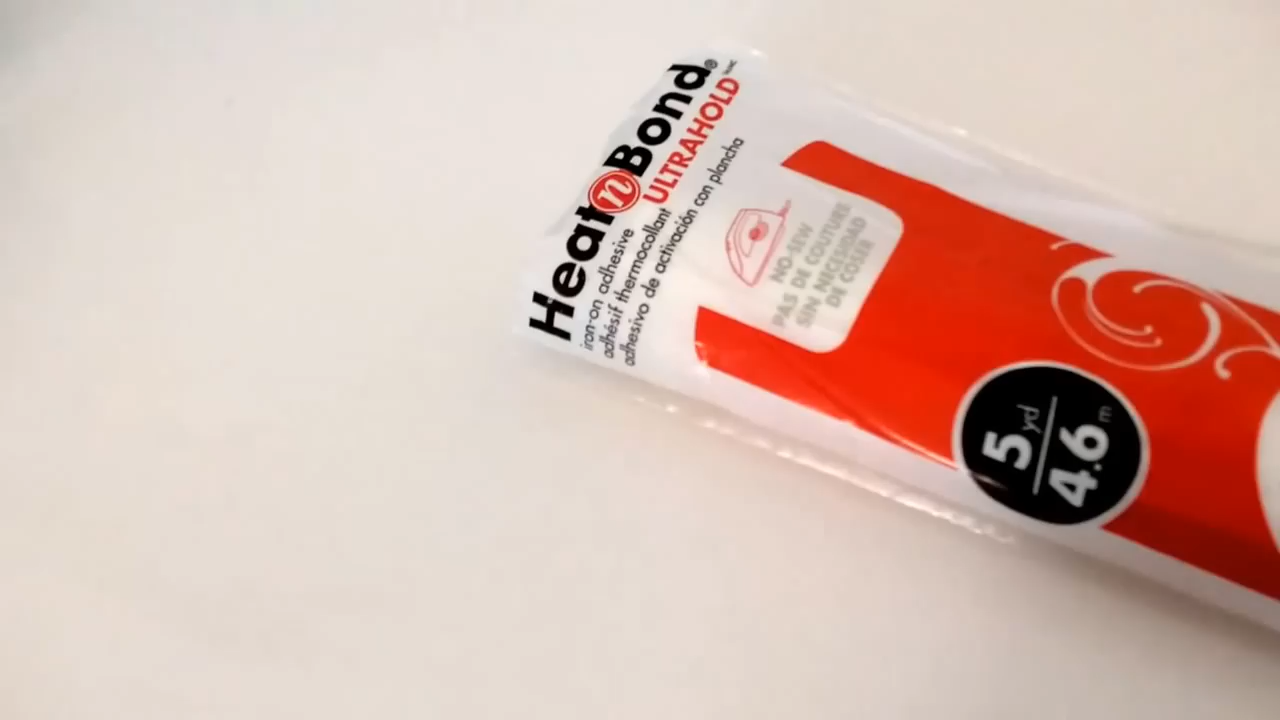 HeatnBond®
ULTRAHOLD
iron-on adhesive
adhésif thermocollant
adhesivo de activación con plancha
NO-SEW
PAS DE COUTURE
SIN NECESIDAD
DE COSER
5 yd
4.6 m